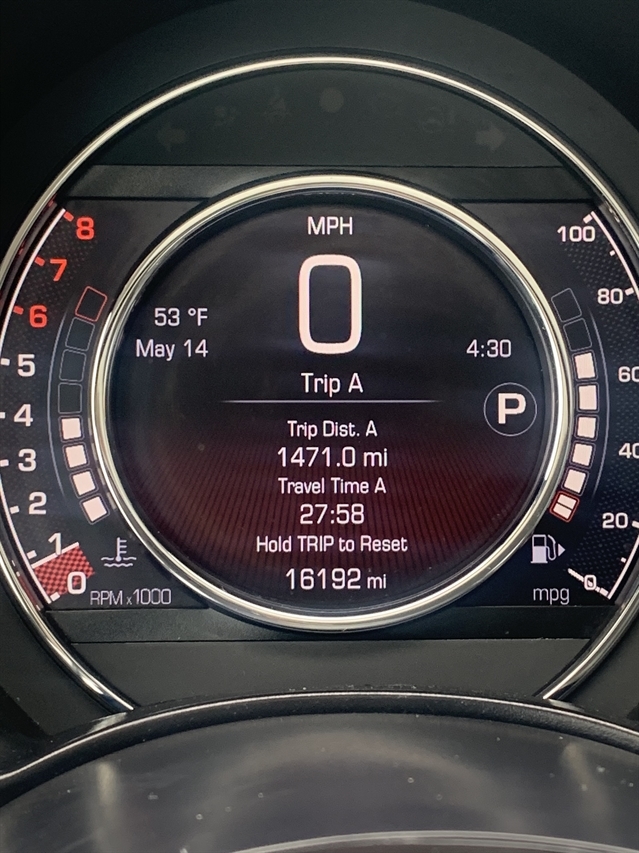 MPH
0
53 °F
May 14
4:30
Trip A
P
Trip Dist. A
1471.0 mi
Travel Time A
27:58
Hold TRIP to Reset
16192 mi
8
7
6
5
4
3
2
1
0
RPM x1000
100
80
60
40
20
0
mpg